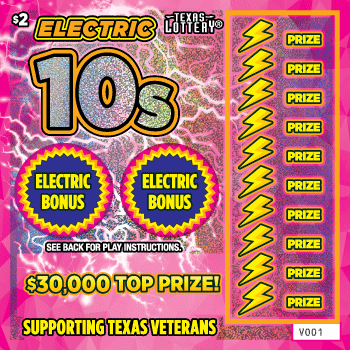 $2
ELECTRIC
TEXAS
LOTTERY®
10s
ELECTRIC
BONUS
ELECTRIC
BONUS
SEE BACK FOR PLAY INSTRUCTIONS.
$30,000 TOP PRIZE!
SUPPORTING TEXAS VETERANS
PRIZE
PRIZE
PRIZE
PRIZE
PRIZE
PRIZE
PRIZE
PRIZE
PRIZE
PRIZE
V001